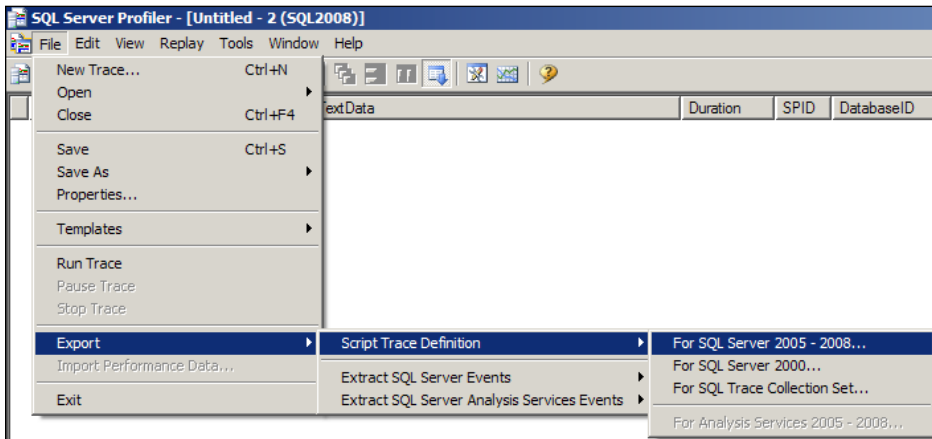 SQL Server Profiler - [Untitled - 2 (SQL2008)]
File Edit View Replay Tools Window Help
New Trace... Ctrl+N
Open
Close Ctrl+F4
Save Ctrl+S
Save As
Properties...
Templates
Run Trace
Pause Trace
Stop Trace
Export
Import Performance Data...
Exit
TextData Duration SPID DatabaseID
Script Trace Definition
Extract SQL Server Events
Extract SQL Server Analysis Services Events
For SQL Server 2005 - 2008...
For SQL Server 2000...
For SQL Trace Collection Set...
For Analysis Services 2005 - 2008...